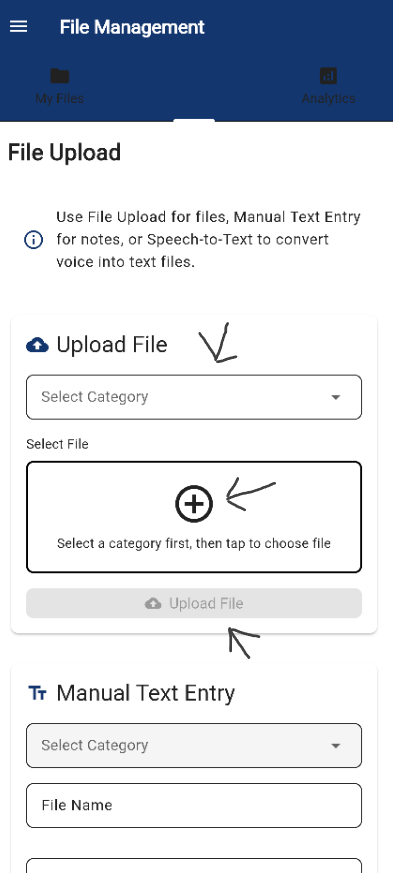 File Management
My Files
Analytics
File Upload
Use File Upload for files, Manual Text Entry
for notes, or Speech-to-Text to convert
voice into text files.
Upload File
Select Category
Select File
Select a category first, then tap to choose file
Upload File
Manual Text Entry
Select Category
File Name